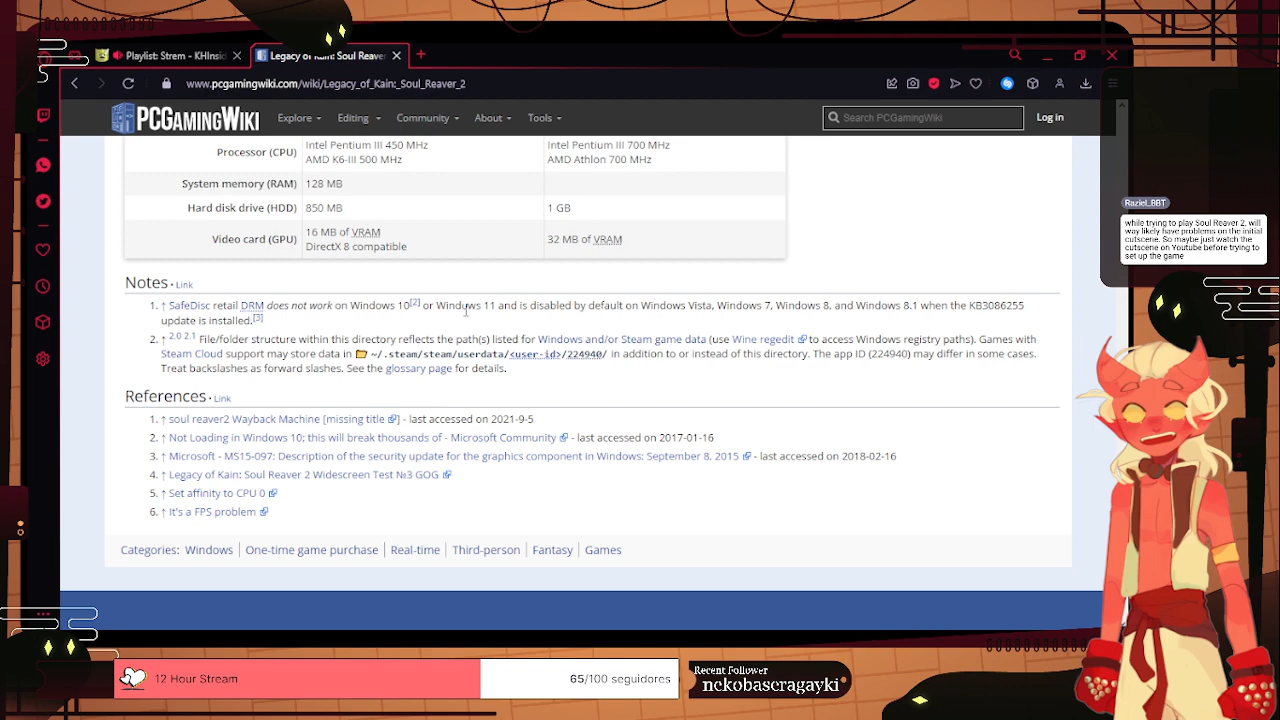 Playlist: Strem - KHInsid
Legacy of Kain: Soul Reaver
www.pcgamingwiki.com/wiki/Legacy_of_Kain:_Soul_Reaver_2
PCGamingWiki
Explore
Editing
Community
About
Tools
Search PCGamingWiki
Log in
Processor (CPU)
Intel Pentium III 450 MHz
AMD K6-III 500 MHz
Intel Pentium III 700 MHz
AMD Athlon 700 MHz
System memory (RAM)
128 MB
Hard disk drive (HDD)
850 MB
1 GB
Video card (GPU)
16 MB of VRAM
DirectX 8 compatible
32 MB of VRAM
Notes · Link
1. ↑ SafeDisc retail DRM does not work on Windows 10[2] or Windows 11 and is disabled by default on Windows Vista, Windows 7, Windows 8, and Windows 8.1 when the KB3086255
update is installed.[3]
2. ↑ 2.0 2.1 File/folder structure within this directory reflects the path(s) listed for Windows and/or Steam game data (use Wine regedit to access Windows registry paths). Games with
Steam Cloud support may store data in ~/.steam/steam/userdata/<user-id>/224940/ in addition to or instead of this directory. The app ID (224940) may differ in some cases.
Treat backslashes as forward slashes. See the glossary page for details.
References · Link
1. ↑ soul reaver2 Wayback Machine [missing title] - last accessed on 2021-9-5
2. ↑ Not Loading in Windows 10; this will break thousands of - Microsoft Community - last accessed on 2017-01-16
3. ↑ Microsoft - MS15-097: Description of the security update for the graphics component in Windows: September 8, 2015 - last accessed on 2018-02-16
4. ↑ Legacy of Kain: Soul Reaver 2 Widescreen Test №3 GOG
5. ↑ Set affinity to CPU 0
6. ↑ It's a FPS problem
Categories: Windows | One-time game purchase | Real-time | Third-person | Fantasy | Games
Raziel_BBT
while trying to play Soul Reaver 2, will
way likely have problems on the initial
cutscene. So maybe just watch the
cutscene on Youtube before trying to
set up the game
12 Hour Stream
65/100 seguidores
Recent Follower
nekobaseragayki